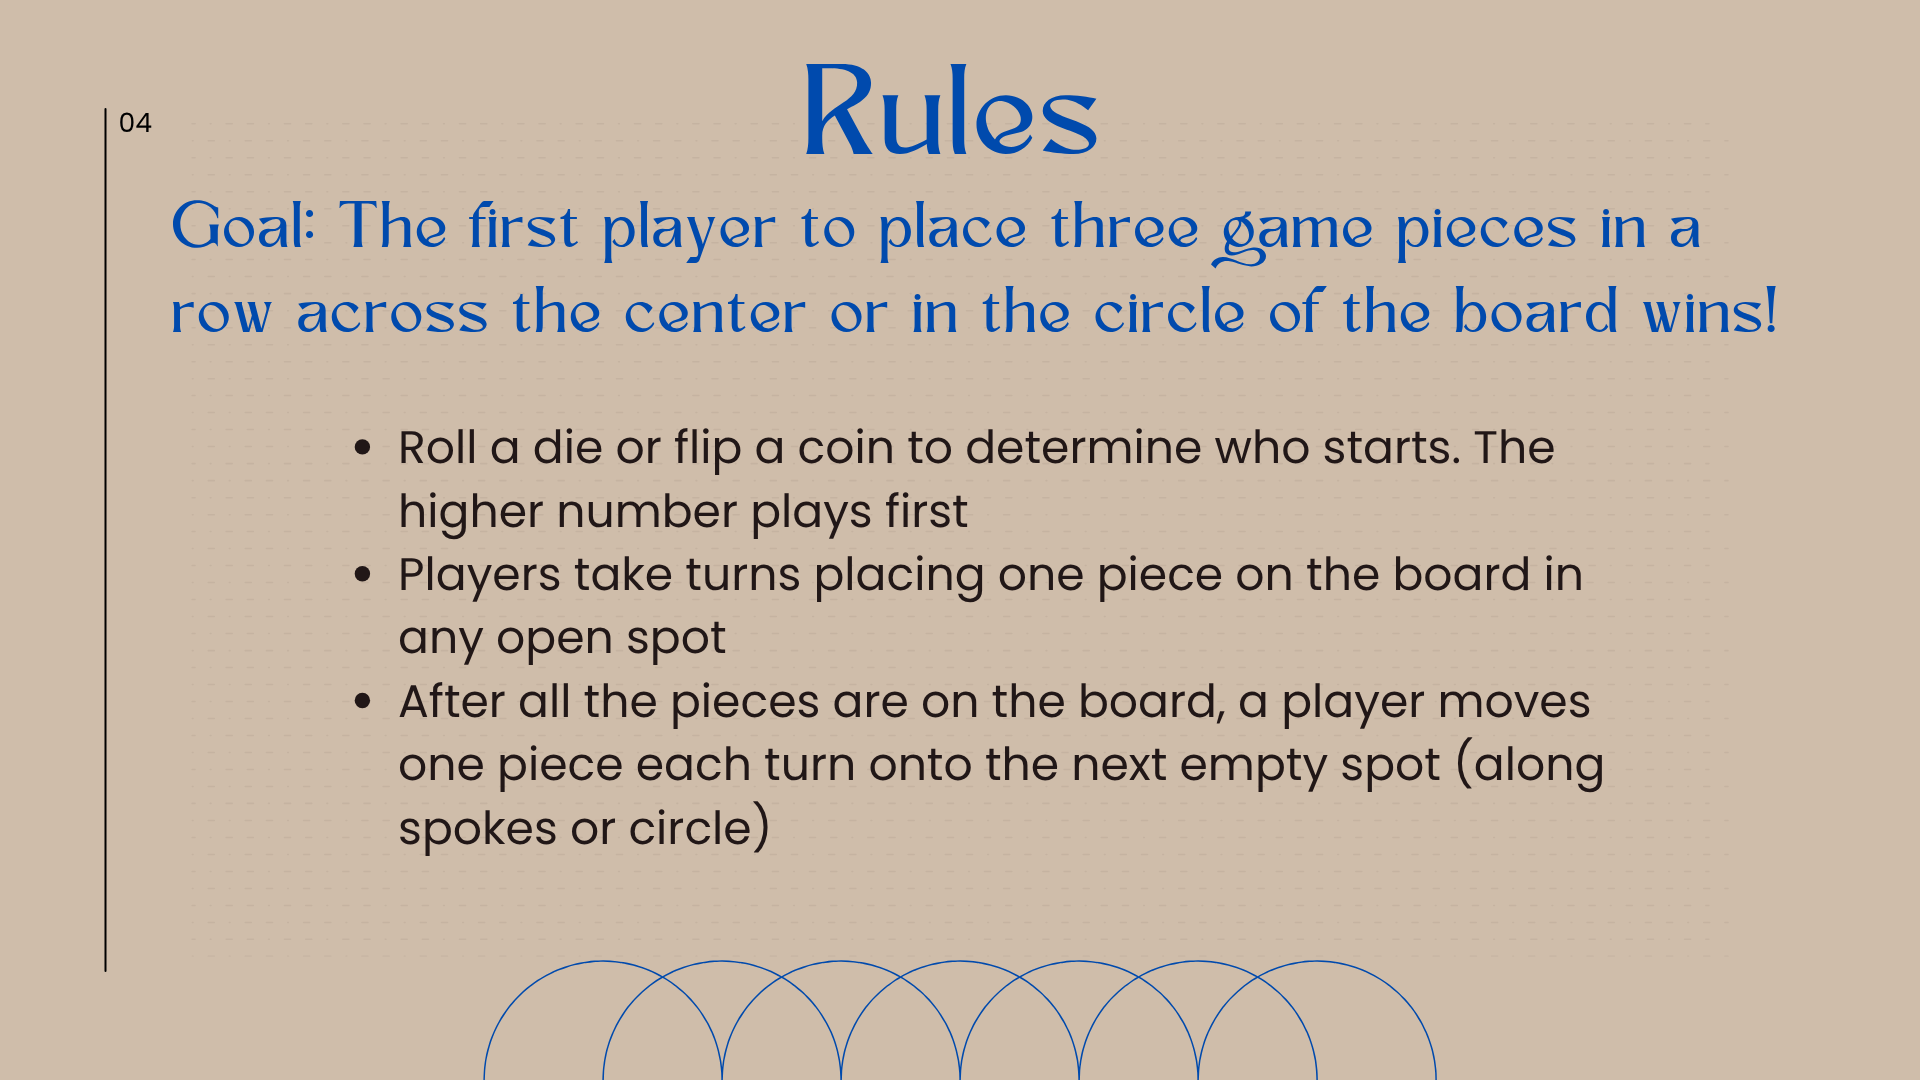 Rules
04
Goal: The first player to place three game pieces in a
row across the center or in the circle of the board wins!
• Roll a die or flip a coin to determine who starts. The
higher number plays first
• Players take turns placing one piece on the board in
any open spot
• After all the pieces are on the board, a player moves
one piece each turn onto the next empty spot (along
spokes or circle)